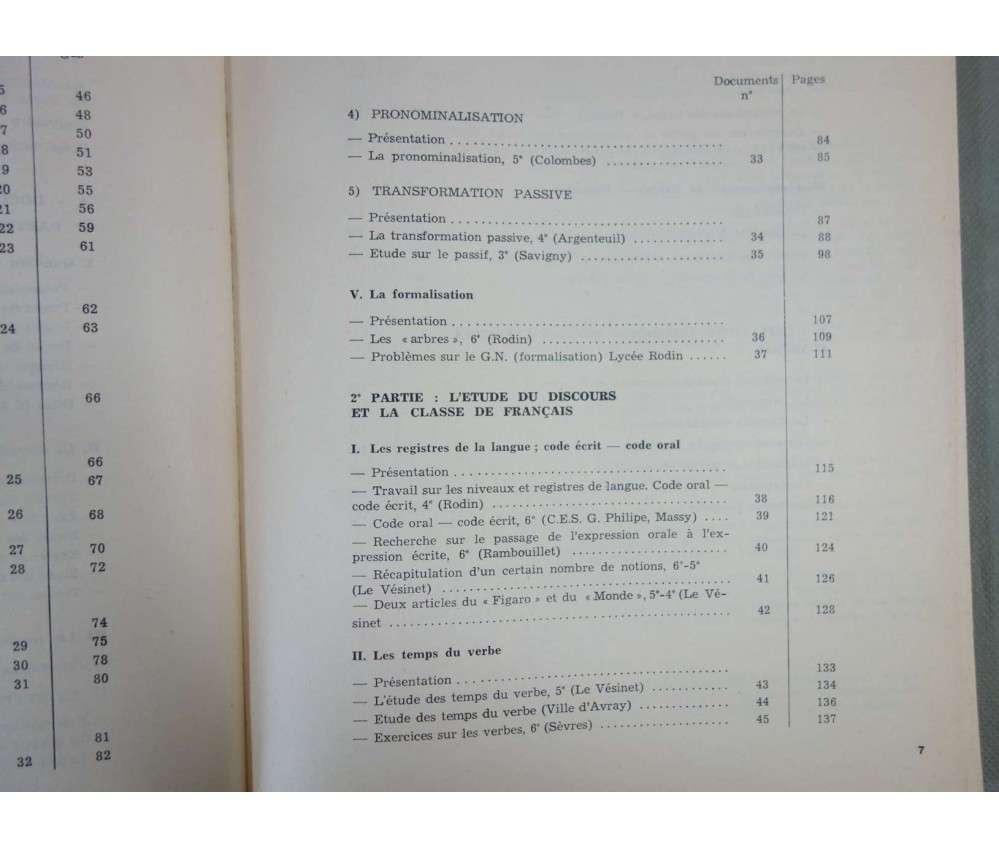 46
48
50
51
53
20 55
21 56
22 59
23 61
62
24 63
66
66
25 67
26 68
27 70
28 72
74
29 75
30 78
31 80
81
32 82
Documents Pages
n°
4) PRONOMINALISATION
— Présentation ........................................ 84
— La pronominalisation, 5e (Colombes) ................. 33 85
5) TRANSFORMATION PASSIVE
— Présentation ........................................ 87
— La transformation passive, 4e (Argenteuil) ............. 34 88
— Etude sur le passif, 3e (Savigny) ..................... 35 98
V. La formalisation
— Présentation ........................................ 107
— Les « arbres », 6e (Rodin) ........................... 36 109
— Problèmes sur le G.N. (formalisation) Lycée Rodin ...... 37 111
2e PARTIE : L'ETUDE DU DISCOURS
ET LA CLASSE DE FRANÇAIS
I. Les registres de la langue ; code écrit — code oral
— Présentation ........................................ 115
— Travail sur les niveaux et registres de langue. Code oral —
code écrit, 4e (Rodin) .................................. 38 116
— Code oral — code écrit, 6e (C.E.S. G. Philipe, Massy) .... 39 121
— Recherche sur le passage de l'expression orale à l'ex-
pression écrite, 6e (Rambouillet) ....................... 40 124
— Récapitulation d'un certain nombre de notions, 6e-5e
(Le Vésinet) .......................................... 41 126
— Deux articles du « Figaro » et du « Monde », 5e-4e (Le Vé-
sinet .................................................. 42 128
II. Les temps du verbe
— Présentation ........................................ 133
— L'étude des temps du verbe, 5e (Le Vésinet) ............ 43 134
— Etude des temps du verbe (Ville d'Avray) .............. 44 136
— Exercices sur les verbes, 6e (Sèvres) ................... 45 137
7